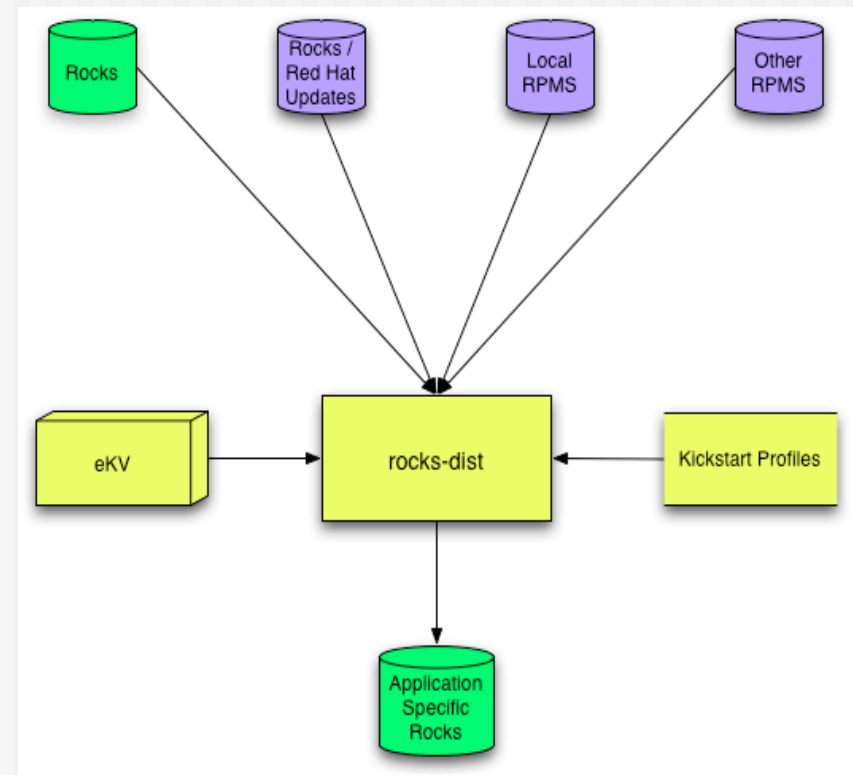 Rocks
Rocks /
Red Hat
Updates
Local
RPMS
Other
RPMS
eKV
rocks-dist
Kickstart Profiles
Application
Specific
Rocks